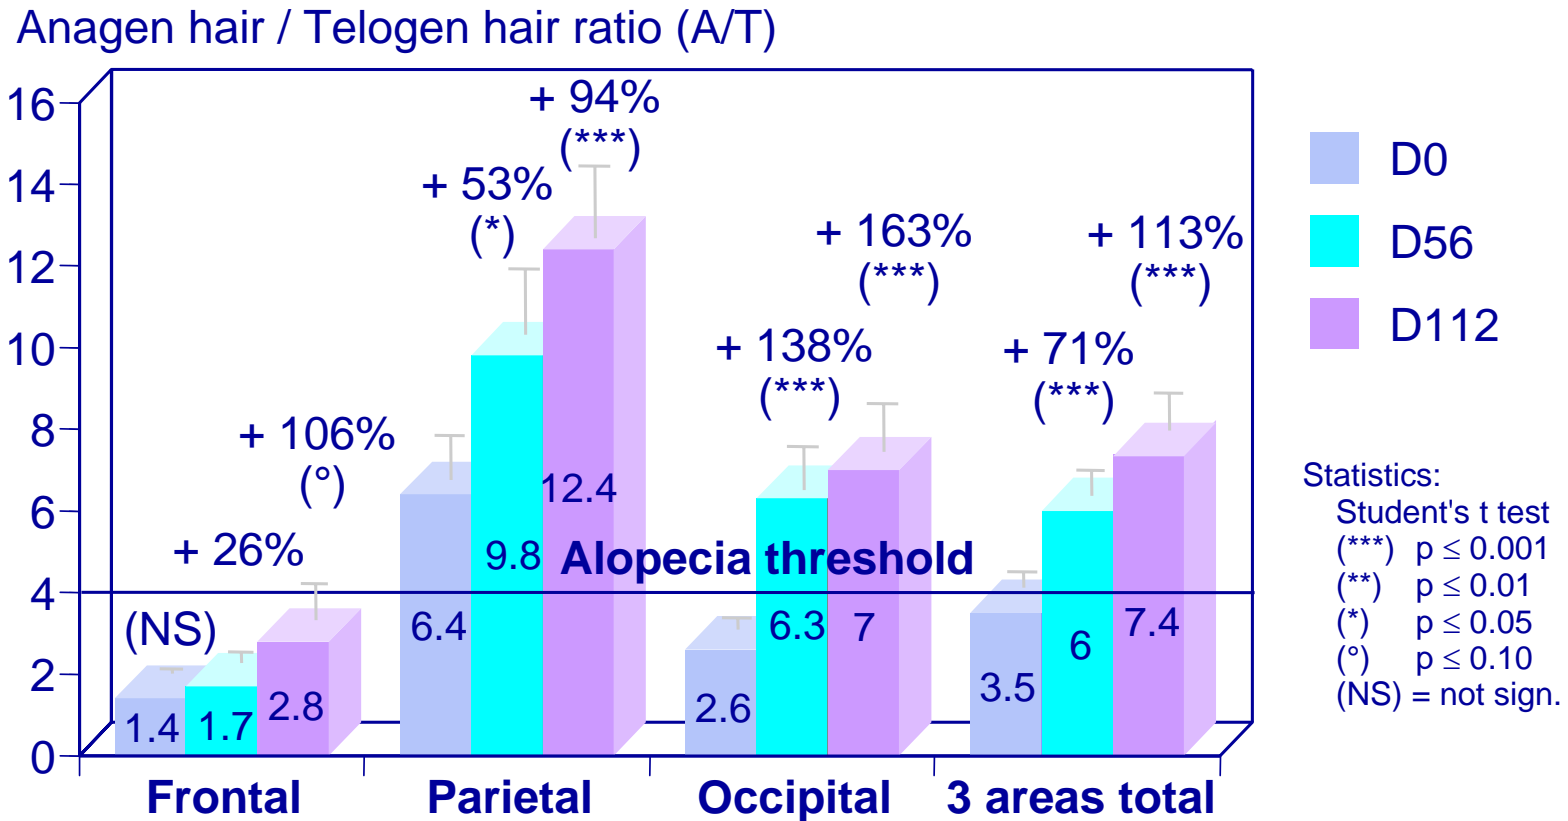 Anagen hair / Telogen hair ratio (A/T)
16
14
12
10
8
6
4
2
0
+ 26%
(NS)
+ 106%
(°)
+ 53%
(*)
+ 94%
(***)
+ 138%
(***)
+ 163%
(***)
+ 71%
(***)
+ 113%
(***)
Alopecia threshold
1.4
1.7
2.8
6.4
9.8
12.4
2.6
6.3
7
3.5
6
7.4
Frontal
Parietal
Occipital
3 areas total
D0
D56
D112
Statistics:
Student's t test
(***) p ≤ 0.001
(**) p ≤ 0.01
(*) p ≤ 0.05
(°) p ≤ 0.10
(NS) = not sign.